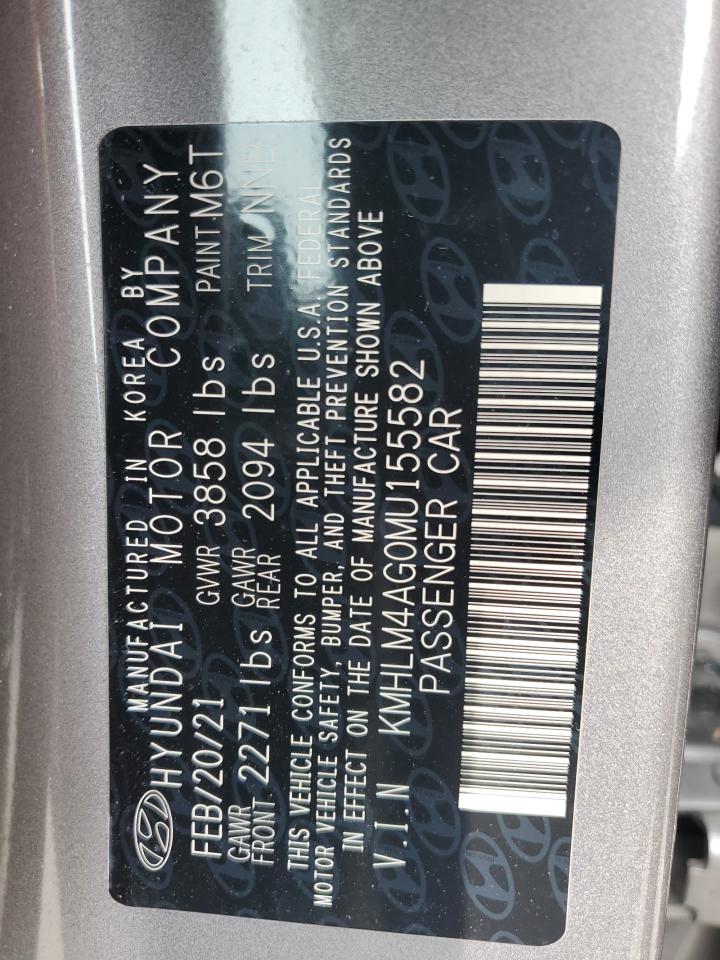 MANUFACTURED IN KOREA BY
HYUNDAI MOTOR COMPANY
FEB/20/21 GVWR 3858 lbs PAINT M6T
GAWR FRONT 2271 lbs GAWR REAR 2094 lbs TRIM NNB
THIS VEHICLE CONFORMS TO ALL APPLICABLE U.S.A. FEDERAL
MOTOR VEHICLE SAFETY, BUMPER, AND THEFT PREVENTION STANDARDS
IN EFFECT ON THE DATE OF MANUFACTURE SHOWN ABOVE
V.I.N KMHLM4AG0MU155582
PASSENGER CAR